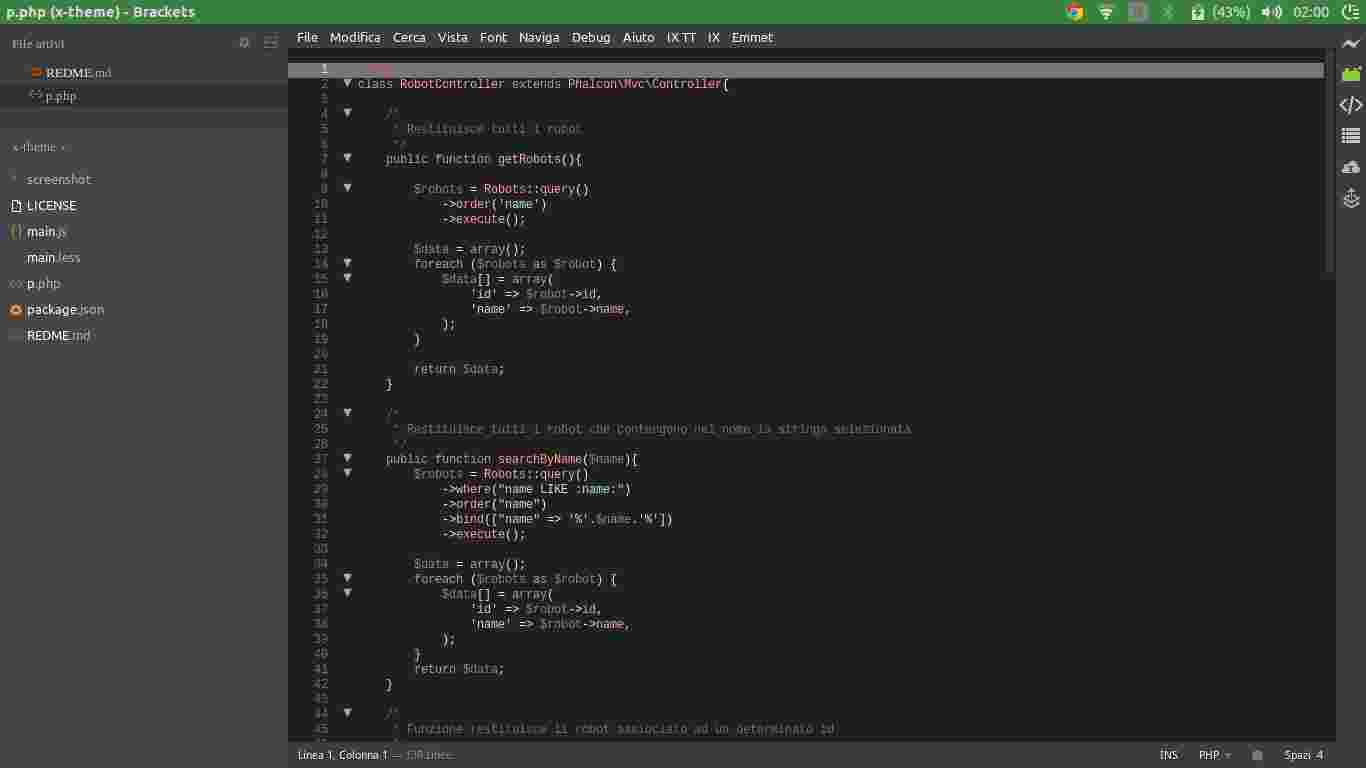 p.php (x-theme) - Brackets
(43%) 02:00
File attivi
REDME.md
p.php
x-theme
screenshot
LICENSE
main.js
main.less
p.php
package.json
REDME.md
File Modifica Cerca Vista Font Naviga Debug Aiuto IX TT IX Emmet
1
2 class RobotController extends Phalcon\Mvc\Controller{
3
4 /*
5 * Restituisce tutti i robot
6 */
7 public function getRobots(){
8
9 $robots = Robots::query()
10 ->order('name')
11 ->execute();
12
13 $data = array();
14 foreach ($robots as $robot) {
15 $data[] = array(
16 'id' => $robot->id,
17 'name' => $robot->name,
18 );
19 }
20
21 return $data;
22 }
23
24 /*
25 * Restituisce tutti i robot che contengono nel nome la stringa selezionata
26 */
27 public function searchByName($name){
28 $robots = Robots::query()
29 ->where("name LIKE :name:")
30 ->order("name")
31 ->bind(["name" => '%'.$name.'%'])
32 ->execute();
33
34 $data = array();
35 foreach ($robots as $robot) {
36 $data[] = array(
37 'id' => $robot->id,
38 'name' => $robot->name,
39 );
40 }
41 return $data;
42 }
43
44 /*
45 * Funzione restituisce il robot associato ad un determinato id
Linea 1, Colonna 1 — 130 Linee
INS PHP Spazi 4